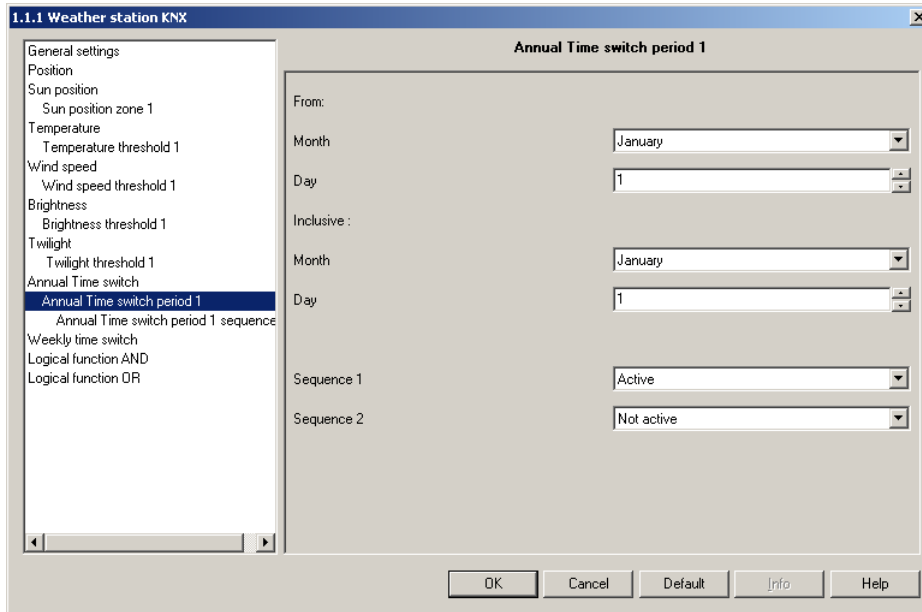 1.1.1 Weather station KNX
General settings
Position
Sun position
Sun position zone 1
Temperature
Temperature threshold 1
Wind speed
Wind speed threshold 1
Brightness
Brightness threshold 1
Twilight
Twilight threshold 1
Annual Time switch
Annual Time switch period 1
Annual Time switch period 1 sequence
Weekly time switch
Logical function AND
Logical function OR
Annual Time switch period 1
From:
Month January
Day 1
Inclusive :
Month January
Day 1
Sequence 1 Active
Sequence 2 Not active
OK Cancel Default Info Help